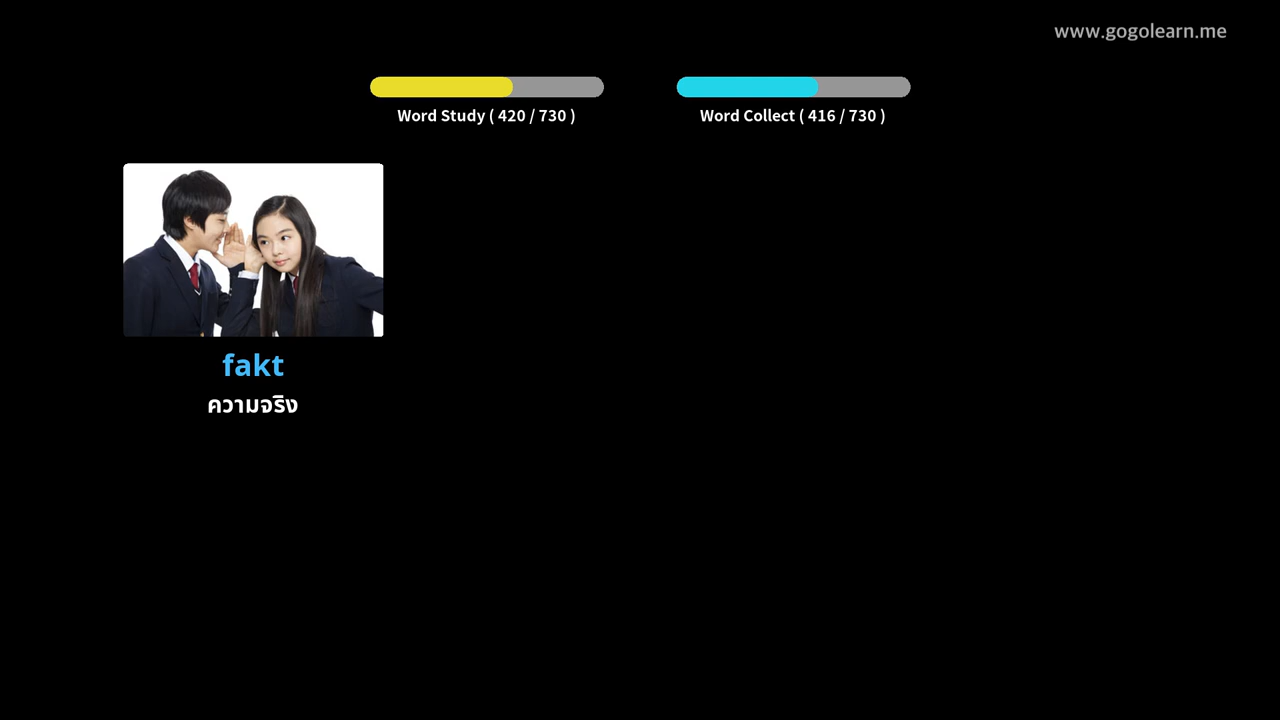 www.gogolearn.me
Word Study ( 420 / 730 )
Word Collect ( 416 / 730 )
fakt
ความจริง